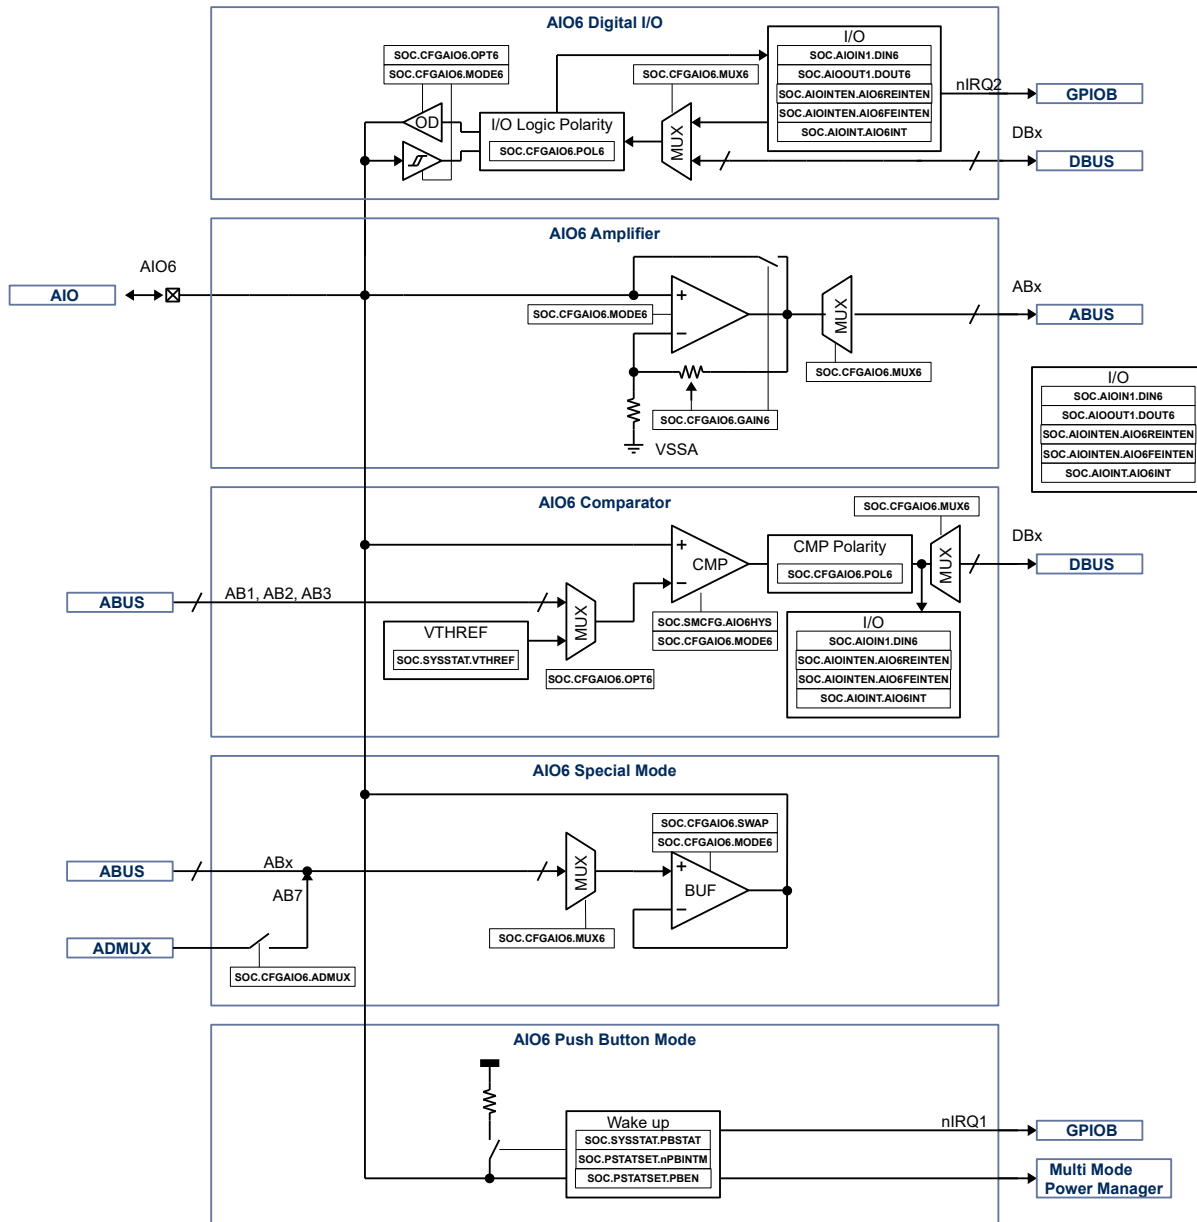 AIO6 Digital I/O
SOC.CFGAIO6.OPT6
SOC.CFGAIO6.MODE6
OD
I/O Logic Polarity
SOC.CFGAIO6.POL6
SOC.CFGAIO6.MUX6
MUX
I/O
SOC.AIOIN1.DIN6
SOC.AIOOUT1.DOUT6
SOC.AIOINTEN.AIO6REINTEN
SOC.AIOINTEN.AIO6FEINTEN
SOC.AIOINT.AIO6INT
nIRQ2
GPIOB
DBx
DBUS
AIO6 Amplifier
AIO
AIO6
SOC.CFGAIO6.MODE6
+
−
SOC.CFGAIO6.GAIN6
VSSA
MUX
SOC.CFGAIO6.MUX6
ABx
ABUS
I/O
SOC.AIOIN1.DIN6
SOC.AIOOUT1.DOUT6
SOC.AIOINTEN.AIO6REINTEN
SOC.AIOINTEN.AIO6FEINTEN
SOC.AIOINT.AIO6INT
AIO6 Comparator
ABUS
AB1, AB2, AB3
VTHREF
SOC.SYSSTAT.VTHREF
MUX
SOC.CFGAIO6.OPT6
+
−
CMP
SOC.SMCFG.AIO6HYS
SOC.CFGAIO6.MODE6
CMP Polarity
SOC.CFGAIO6.POL6
SOC.CFGAIO6.MUX6
MUX
DBx
DBUS
I/O
SOC.AIOIN1.DIN6
SOC.AIOINTEN.AIO6REINTEN
SOC.AIOINTEN.AIO6FEINTEN
SOC.AIOINT.AIO6INT
AIO6 Special Mode
ABUS
ABx
AB7
ADMUX
SOC.CFGAIO6.ADMUX
MUX
SOC.CFGAIO6.MUX6
SOC.CFGAIO6.SWAP
SOC.CFGAIO6.MODE6
+
−
BUF
AIO6 Push Button Mode
Wake up
SOC.SYSSTAT.PBSTAT
SOC.PSTATSET.nPBINTM
SOC.PSTATSET.PBEN
nIRQ1
GPIOB
Multi Mode
Power Manager